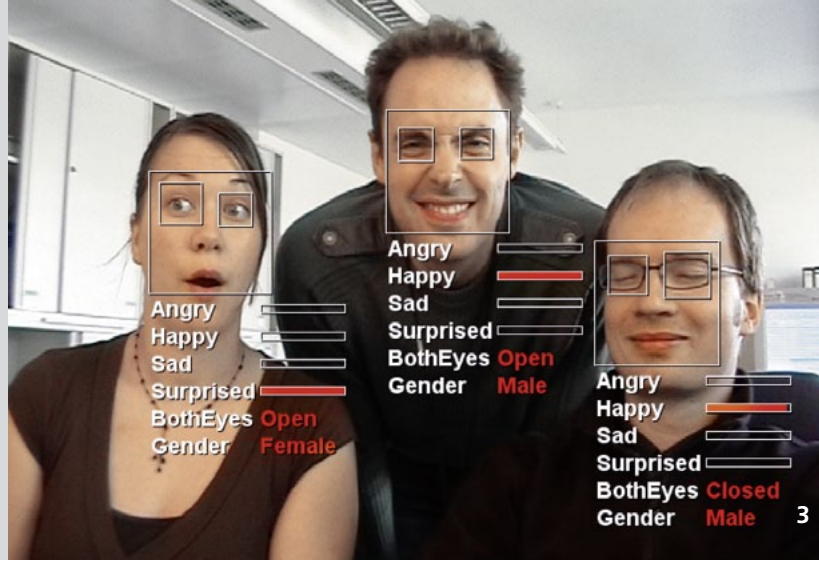 Angry
Happy
Sad
Surprised
BothEyes Open
Gender Male
Angry
Happy
Sad
Surprised
BothEyes Open
Gender Female
Angry
Happy
Sad
Surprised
BothEyes Closed
Gender Male
3